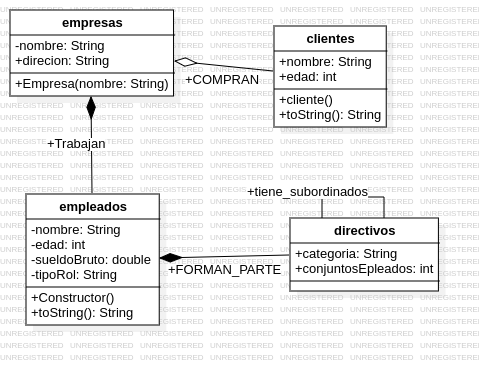 empresas
-nombre: String
+direcion: String
+Empresa(nombre: String)
clientes
+nombre: String
+edad: int
+cliente()
+toString(): String
+COMPRAN
+Trabajan
empleados
-nombre: String
-edad: int
-sueldoBruto: double
-tipoRol: String
+Constructor()
+toString(): String
+tiene_subordinados
directivos
+categoria: String
+conjuntosEpleados: int
+FORMAN_PARTE
UNREGISTERED